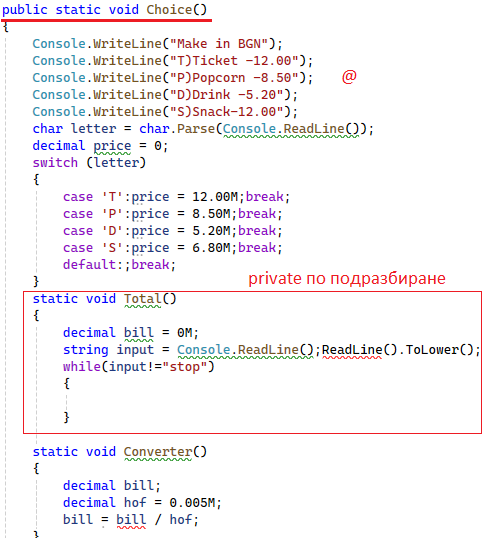 public static void Choice()
{
Console.WriteLine("Make in BGN");
Console.WriteLine("T)Ticket -12.00");
Console.WriteLine("P)Popcorn -8.50"); @
Console.WriteLine("D)Drink -5.20");
Console.WriteLine("S)Snack-12.00");
char letter = char.Parse(Console.ReadLine());
decimal price = 0;
switch (letter)
{
case 'T':price = 12.00M;break;
case 'P':price = 8.50M;break;
case 'D':price = 5.20M;break;
case 'S':price = 6.80M;break;
default:;break;
}
private по подразбиране
static void Total()
{
decimal bill = 0M;
string input = Console.ReadLine();ReadLine().ToLower();
while(input!="stop")
{
}
}
static void Converter()
{
decimal bill;
decimal hof = 0.005M;
bill = bill / hof;
}